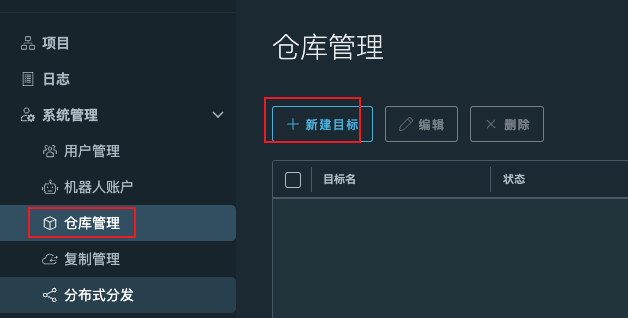 项目
日志
系统管理
用户管理
机器人账户
仓库管理
复制管理
分布式分发
仓库管理
新建目标
编辑
删除
目标名
状态